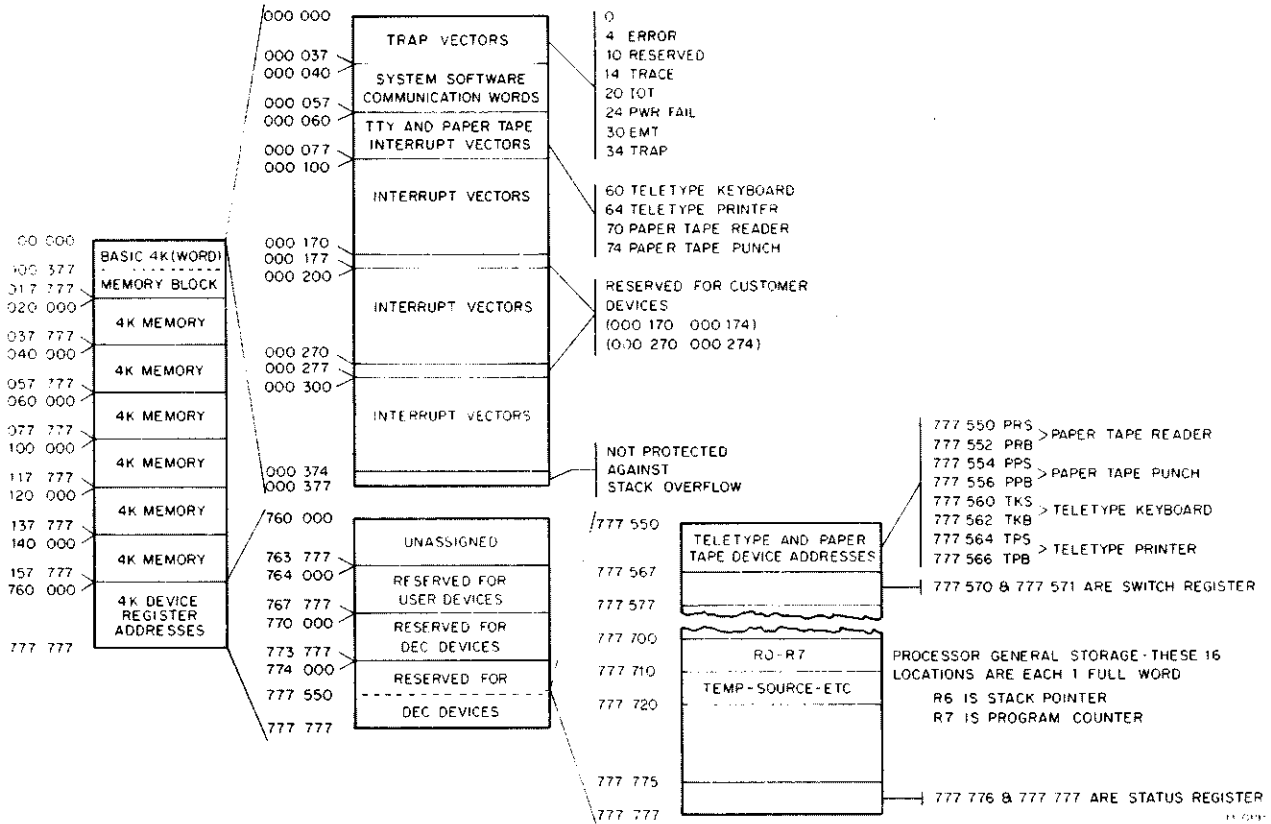 000 000
TRAP VECTORS
000 037
000 040
SYSTEM SOFTWARE
COMMUNICATION WORDS
000 057
000 060
TTY AND PAPER TAPE
INTERRUPT VECTORS
000 077
000 100
INTERRUPT VECTORS
000 170
000 177
000 200
INTERRUPT VECTORS
000 270
000 277
000 300
INTERRUPT VECTORS
000 374
000 377
0
4 ERROR
10 RESERVED
14 TRACE
20 IOT
24 PWR FAIL
30 EMT
34 TRAP
60 TELETYPE KEYBOARD
64 TELETYPE PRINTER
70 PAPER TAPE READER
74 PAPER TAPE PUNCH
RESERVED FOR CUSTOMER
DEVICES
(000 170 000 174)
(000 270 000 274)
NOT PROTECTED
AGAINST
STACK OVERFLOW
00 000
BASIC 4K (WORD)
000 377
MEMORY BLOCK
017 777
020 000
4K MEMORY
037 777
040 000
4K MEMORY
057 777
060 000
4K MEMORY
077 777
100 000
4K MEMORY
117 777
120 000
4K MEMORY
137 777
140 000
4K MEMORY
157 777
760 000
4K DEVICE
REGISTER
ADDRESSES
777 777
760 000
UNASSIGNED
763 777
764 000
RESERVED FOR
USER DEVICES
767 777
770 000
RESERVED FOR
DEC DEVICES
773 777
774 000
RESERVED FOR
777 550
DEC DEVICES
777 777
777 550
TELETYPE AND PAPER
TAPE DEVICE ADDRESSES
777 567
777 577
777 700
R0-R7
777 710
TEMP-SOURCE-ETC
777 720
777 775
777 777
777 550 PRS
777 552 PRB
> PAPER TAPE READER
777 554 PPS
777 556 PPB
> PAPER TAPE PUNCH
777 560 TKS
777 562 TKB
> TELETYPE KEYBOARD
777 564 TPS
777 566 TPB
> TELETYPE PRINTER
777 570 & 777 571 ARE SWITCH REGISTER
PROCESSOR GENERAL STORAGE-THESE 16
LOCATIONS ARE EACH 1 FULL WORD
R6 IS STACK POINTER
R7 IS PROGRAM COUNTER
777 776 & 777 777 ARE STATUS REGISTER